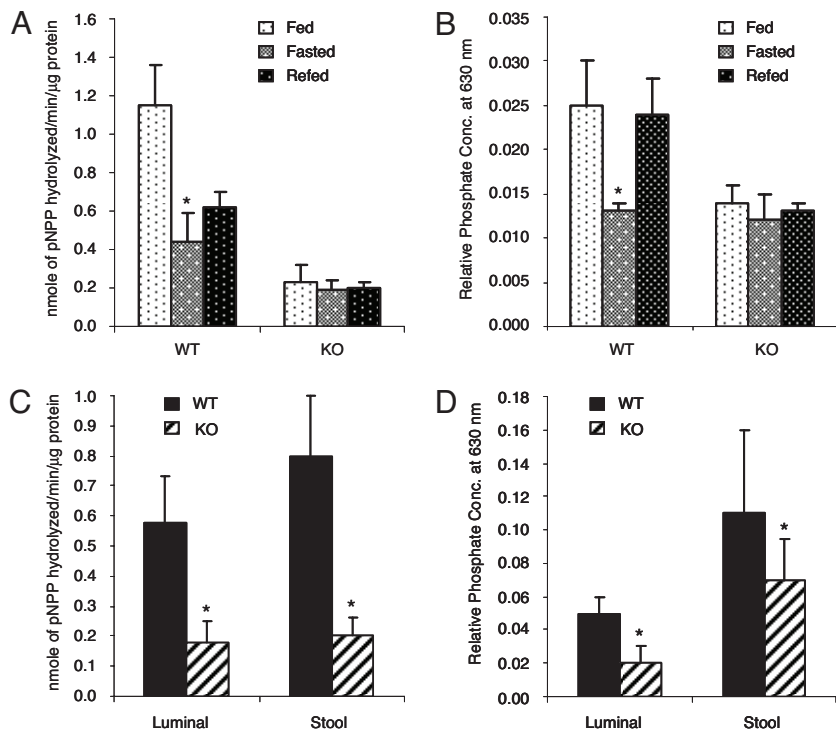 A
nmole of pNPP hydrolyzed/min/µg protein
1.6
1.4
1.2
1.0
0.8
0.6
0.4
0.2
0.0
Fed
Fasted
Refed
*
WT
KO
B
Relative Phosphate Conc. at 630 nm
0.035
0.030
0.025
0.020
0.015
0.010
0.005
0.000
Fed
Fasted
Refed
*
WT
KO
C
nmole of pNPP hydrolyzed/min/µg protein
1.0
0.9
0.8
0.7
0.6
0.5
0.4
0.3
0.2
0.1
0.0
WT
KO
*
*
Luminal
Stool
D
Relative Phosphate Conc. at 630 nm
0.18
0.16
0.14
0.12
0.10
0.08
0.06
0.04
0.02
0.00
WT
KO
*
*
Luminal
Stool